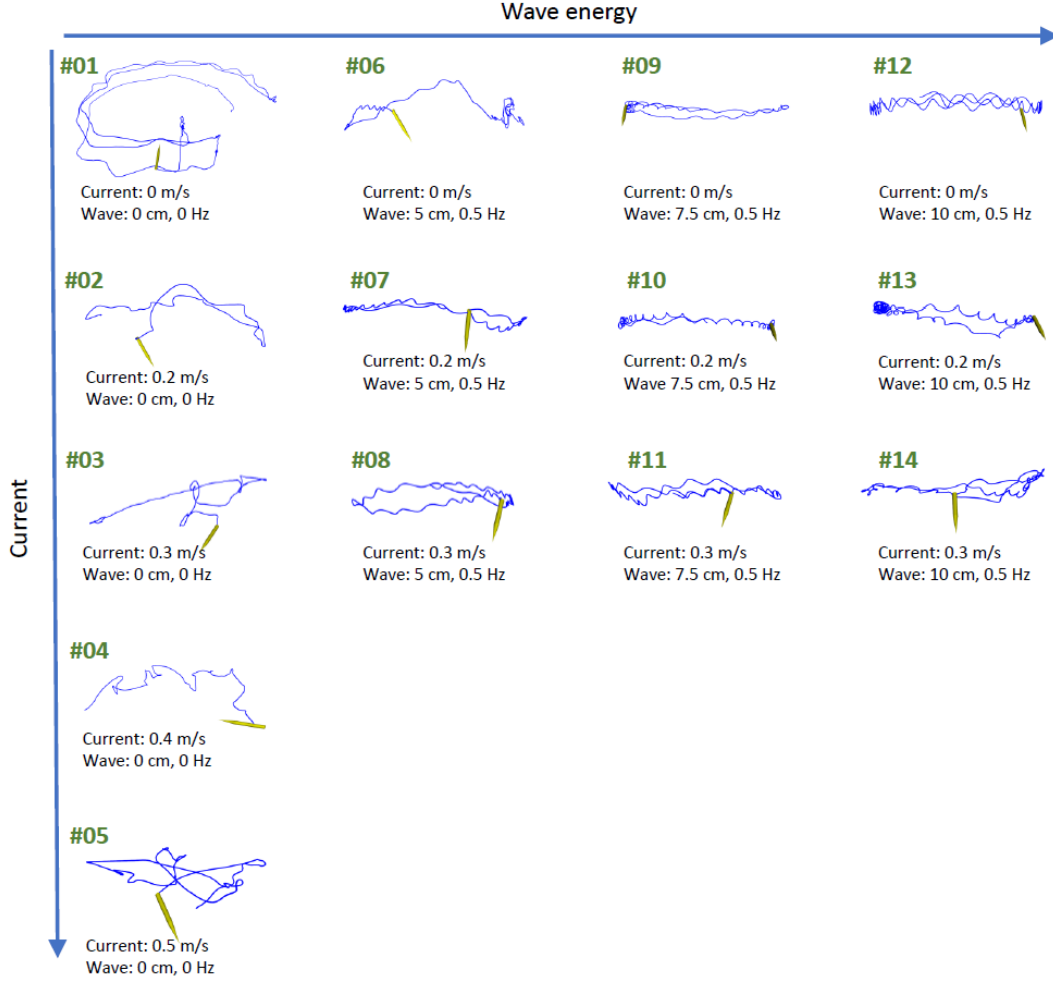 Wave energy
#01
#06
#09
#12
Current: 0 m/s
Wave: 0 cm, 0 Hz
Current: 0 m/s
Wave: 5 cm, 0.5 Hz
Current: 0 m/s
Wave: 7.5 cm, 0.5 Hz
Current: 0 m/s
Wave: 10 cm, 0.5 Hz
#02
#07
#10
#13
Current: 0.2 m/s
Wave: 0 cm, 0 Hz
Current: 0.2 m/s
Wave: 5 cm, 0.5 Hz
Current: 0.2 m/s
Wave 7.5 cm, 0.5 Hz
Current: 0.2 m/s
Wave: 10 cm, 0.5 Hz
Current
#03
#08
#11
#14
Current: 0.3 m/s
Wave: 0 cm, 0 Hz
Current: 0.3 m/s
Wave: 5 cm, 0.5 Hz
Current: 0.3 m/s
Wave: 7.5 cm, 0.5 Hz
Current: 0.3 m/s
Wave: 10 cm, 0.5 Hz
#04
Current: 0.4 m/s
Wave: 0 cm, 0 Hz
#05
Current: 0.5 m/s
Wave: 0 cm, 0 Hz